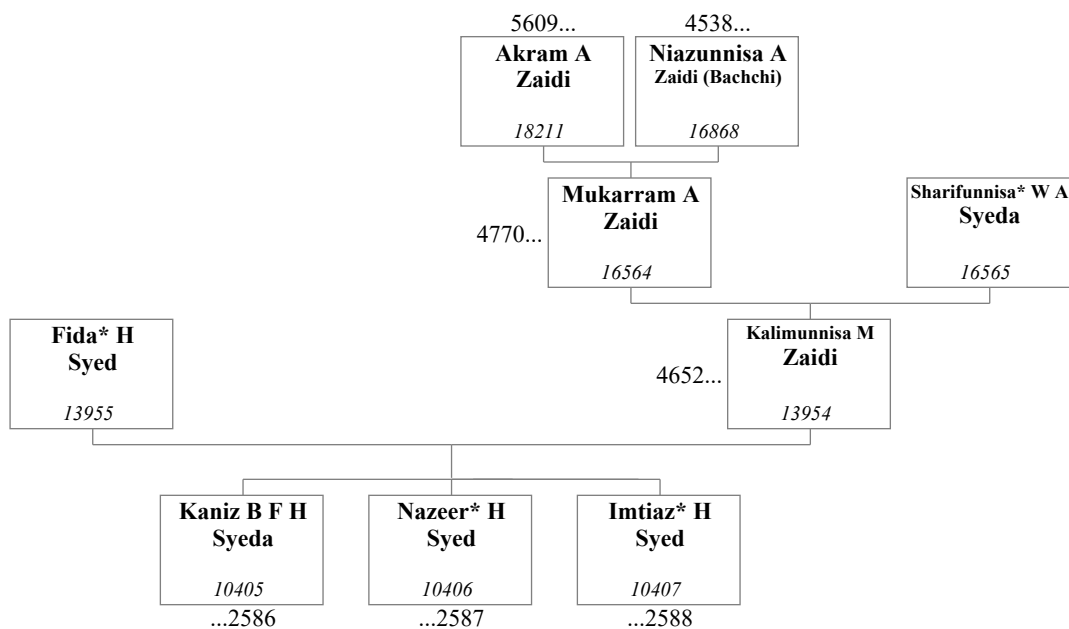 5609...
4538...
Akram A
Zaidi
18211
Niazunnisa A
Zaidi (Bachchi)
16868
Mukarram A
Zaidi
16564
4770...
Sharifunnisa* W A
Syeda
16565
Fida* H
Syed
13955
Kalimunnisa M
Zaidi
13954
4652...
Kaniz B F H
Syeda
10405
Nazeer* H
Syed
10406
Imtiaz* H
Syed
10407
...2586
...2587
...2588